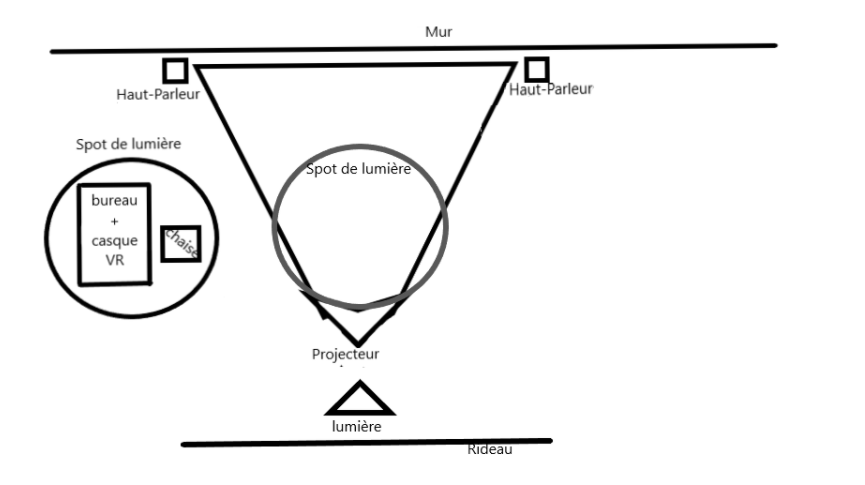 Mur
Haut-Parleur
Haut-Parleur
Spot de lumière
Spot de lumière
bureau
+
casque
VR
chaise
Projecteur
lumière
Rideau